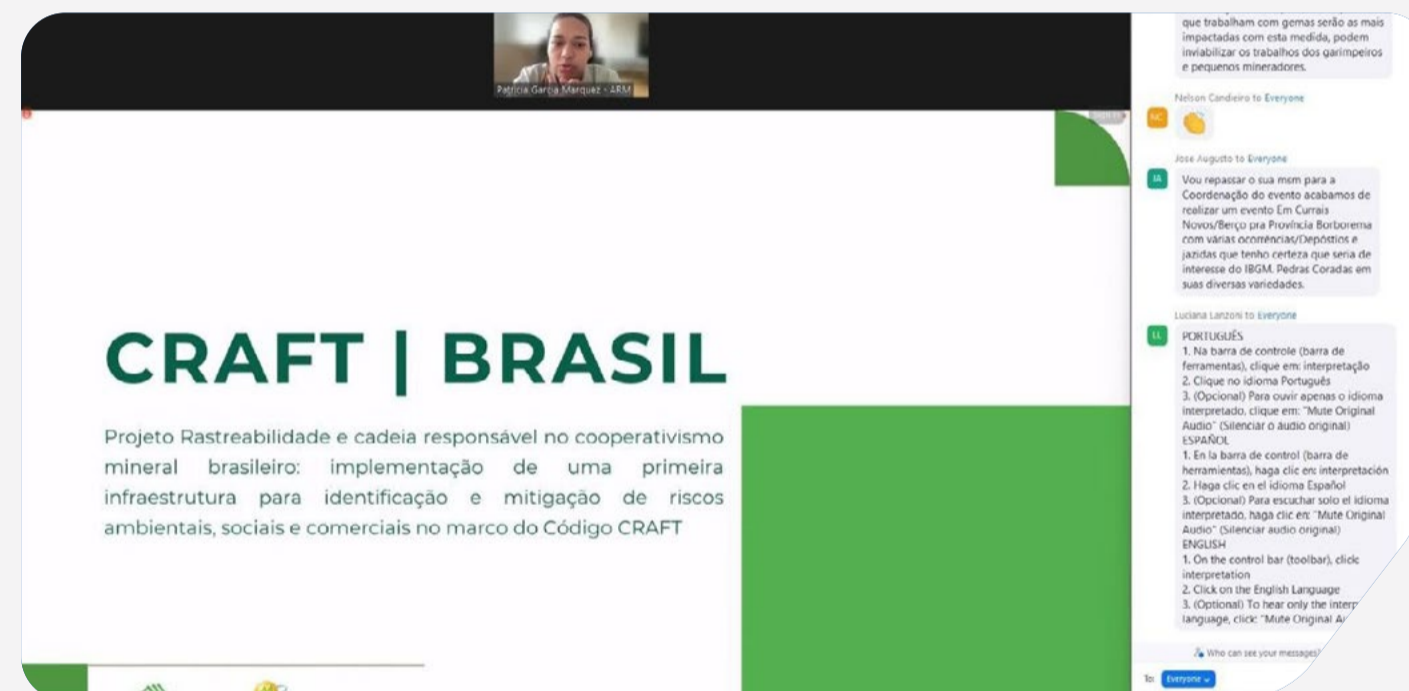 Patricia Garcia Marquez - ARM
Sign in
CRAFT | BRASIL
Projeto Rastreabilidade e cadeia responsável no cooperativismo
mineral brasileiro: implementação de uma primeira
infraestrutura para identificação e mitigação de riscos
ambientais, sociais e comerciais no marco do Código CRAFT
que trabalham com gemas serão as mais
impactadas com esta medida, podem
inviabilizar os trabalhos dos garimpeiros
e pequenos mineradores.
Nelson Candieiro to Everyone
NC
Jose Augusto to Everyone
JA
Vou repassar o sua msm para a
Coordenação do evento acabamos de
realizar um evento Em Currais
Novos/Berço pra Província Borborema
com várias ocorrências/Depóstios e
jazidas que tenho certeza que seria de
interesse do IBGM. Pedras Coradas em
suas diversas variedades.
Luciana Lanzoni to Everyone
LL
PORTUGUÊS
1. Na barra de controle (barra de
ferramentas), clique em: interpretação
2. Clique no idioma Português
3. (Opcional) Para ouvir apenas o idioma
interpretado, clique em: "Mute Original
Audio" (Silenciar o áudio original)
ESPAÑOL
1. En la barra de control (barra de
herramientas), haga clic en: interpretación
2. Haga clic en el idioma Español
3. (Opcional) Para escuchar solo el idioma
interpretado, haga clic en: "Mute Original
Audio" (Silenciar audio original)
ENGLISH
1. On the control bar (toolbar), click
interpretation
2. Click on the English Language
3. (Optional) To hear only the
language, click: "Mute Original
Who can see your messages?
To: Everyone